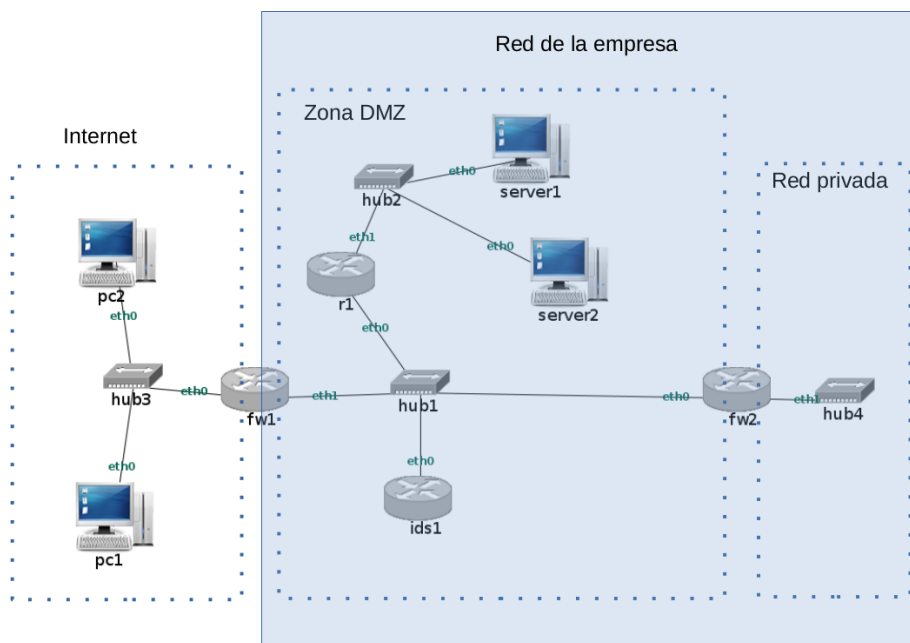 Red de la empresa
Zona DMZ
Internet
Red privada
eth0
server1
hub2
eth1
eth0
server2
r1
eth0
pc2
eth0
hub3
eth0
fw1
eth1
hub1
eth0
fw2
eth1
hub4
eth0
ids1
eth0
pc1